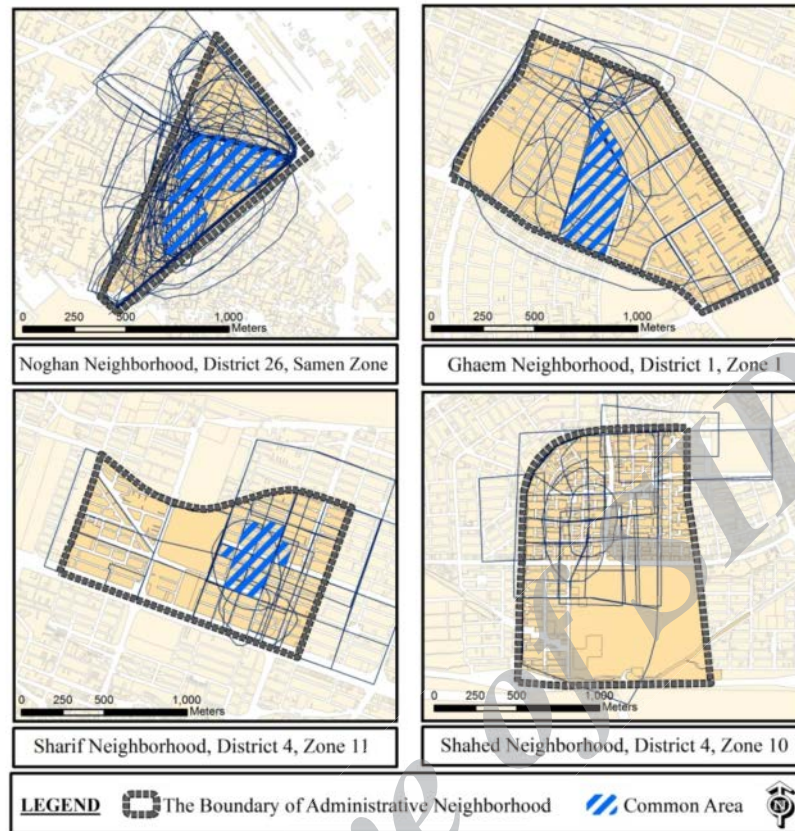 0 250 500 1,000
Meters
Noghan Neighborhood, District 26, Samen Zone
0 250 500 1,000
Meters
Ghaem Neighborhood, District 1, Zone 1
0 250 500 1,000
Meters
Sharif Neighborhood, District 4, Zone 11
0 250 500 1,000
Meters
Shahed Neighborhood, District 4, Zone 10
LEGEND The Boundary of Administrative Neighborhood Common Area N